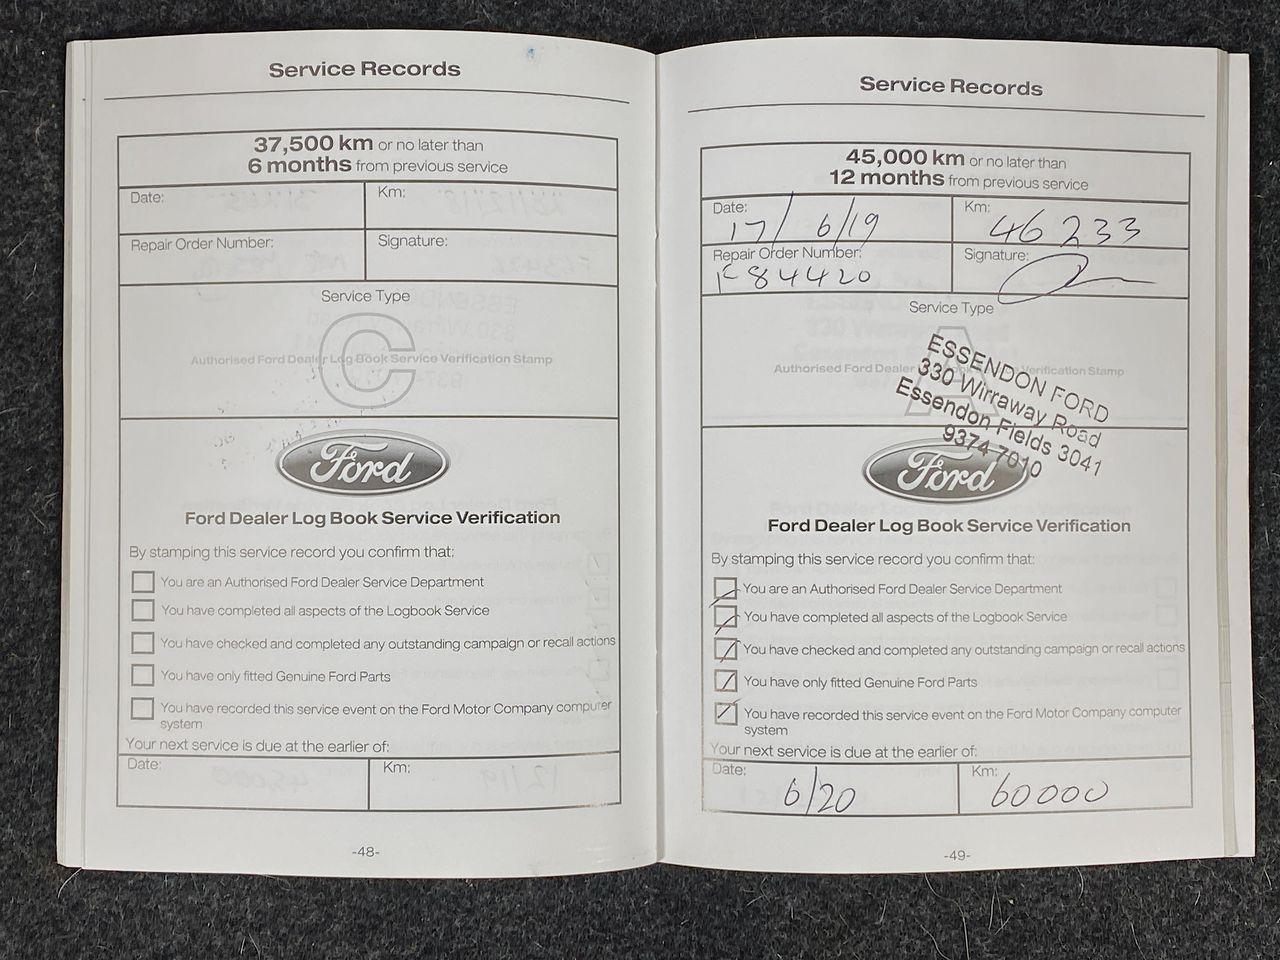 Service Records
37,500 km or no later than
6 months from previous service
Date:
Km:
Repair Order Number:
Signature:
Service Type
C
Authorised Ford Dealer Log Book Service Verification Stamp
Ford
Ford Dealer Log Book Service Verification
By stamping this service record you confirm that:
You are an Authorised Ford Dealer Service Department
You have completed all aspects of the Logbook Service
You have checked and completed any outstanding campaign or recall actions
You have only fitted Genuine Ford Parts
You have recorded this service event on the Ford Motor Company computer
system
Your next service is due at the earlier of:
Date:
Km:
-48-
Service Records
45,000 km or no later than
12 months from previous service
Date: 17/6/19
Km: 46 233
Repair Order Number: F84420
Signature:
Service Type
A
Authorised Ford Dealer Log Book Service Verification Stamp
ESSENDON FORD
330 Wirraway Road
Essendon Fields 3041
9374 7010
Ford
Ford Dealer Log Book Service Verification
By stamping this service record you confirm that:
You are an Authorised Ford Dealer Service Department
You have completed all aspects of the Logbook Service
You have checked and completed any outstanding campaign or recall actions
You have only fitted Genuine Ford Parts
You have recorded this service event on the Ford Motor Company computer
system
Your next service is due at the earlier of:
Date: 6/20
Km: 60000
-49-